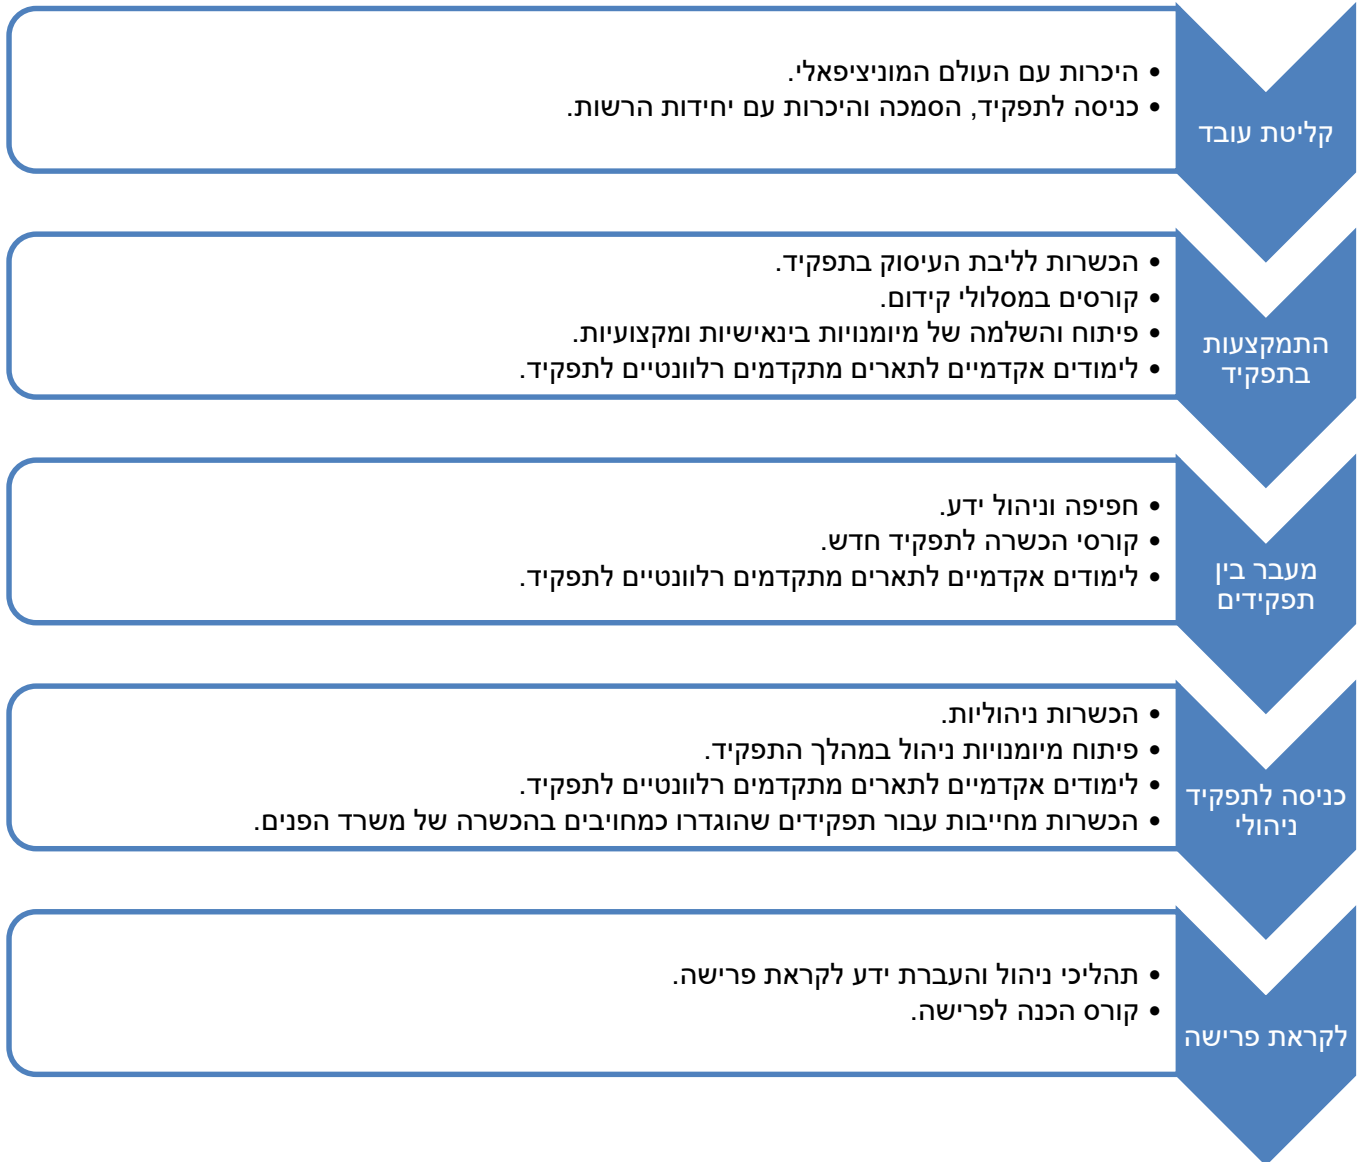 קליטת עובד
• היכרות עם העולם המוניציפאלי.
• כניסה לתפקיד, הסמכה והיכרות עם יחידות הרשות.
התמקצעות
בתפקיד
• הכשרות לליבת העיסוק בתפקיד.
• קורסים במסלולי קידום.
• פיתוח והשלמה של מיומנויות בינאישיות ומקצועיות.
• לימודים אקדמיים לתארים מתקדמים רלוונטיים לתפקיד.
מעבר בין
תפקידים
• חפיפה וניהול ידע.
• קורסי הכשרה לתפקיד חדש.
• לימודים אקדמיים לתארים מתקדמים רלוונטיים לתפקיד.
כניסה לתפקיד
ניהולי
• הכשרות ניהוליות.
• פיתוח מיומנויות ניהול במהלך התפקיד.
• לימודים אקדמיים לתארים מתקדמים רלוונטיים לתפקיד.
• הכשרות מחייבות עבור תפקידים שהוגדרו כמחויבים בהכשרה של משרד הפנים.
לקראת פרישה
• תהליכי ניהול והעברת ידע לקראת פרישה.
• קורס הכנה לפרישה.